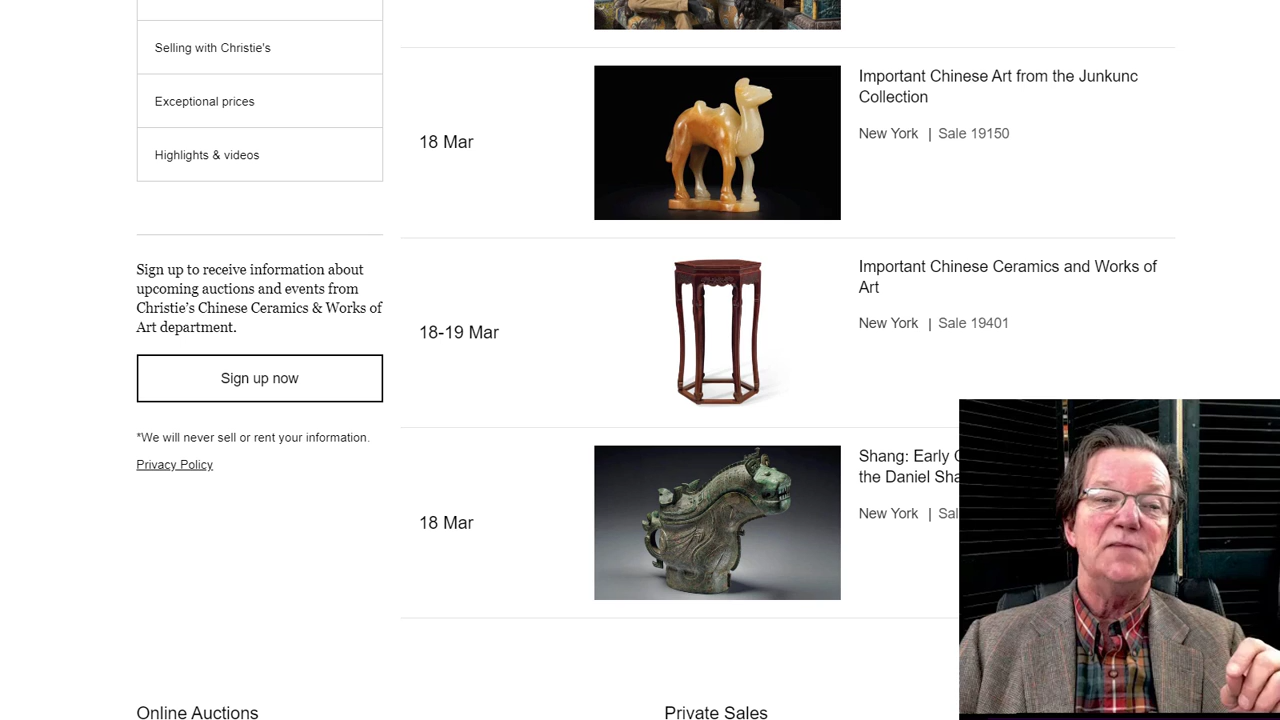 Selling with Christie's
Exceptional prices
Highlights & videos
Sign up to receive information about
upcoming auctions and events from
Christie’s Chinese Ceramics & Works of
Art department.
Sign up now
*We will never sell or rent your information.
Privacy Policy
18 Mar
Important Chinese Art from the Junkunc
Collection
New York | Sale 19150
18-19 Mar
Important Chinese Ceramics and Works of
Art
New York | Sale 19401
18 Mar
Shang: Early
the Daniel
New York |
Online Auctions
Private Sales